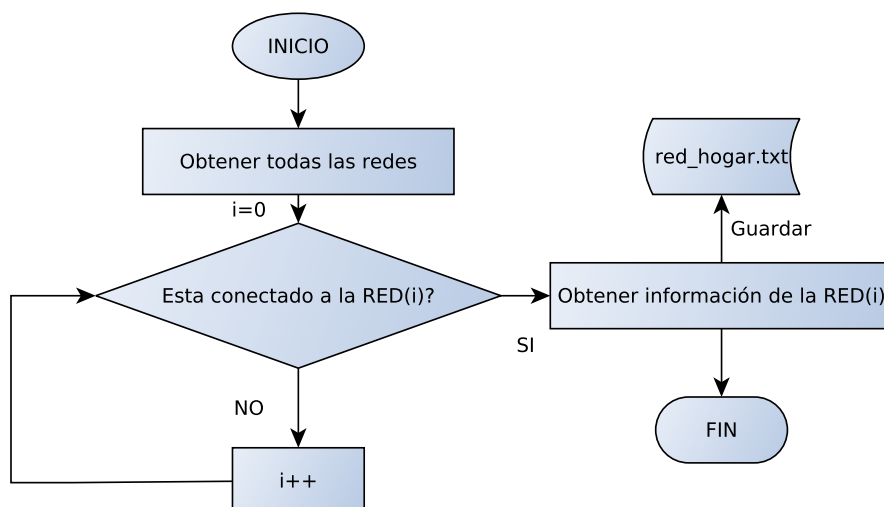 INICIO
Obtener todas las redes
i=0
Esta conectado a la RED(i)?
NO
i++
SI
Obtener información de la RED(i)
Guardar
red_hogar.txt
FIN